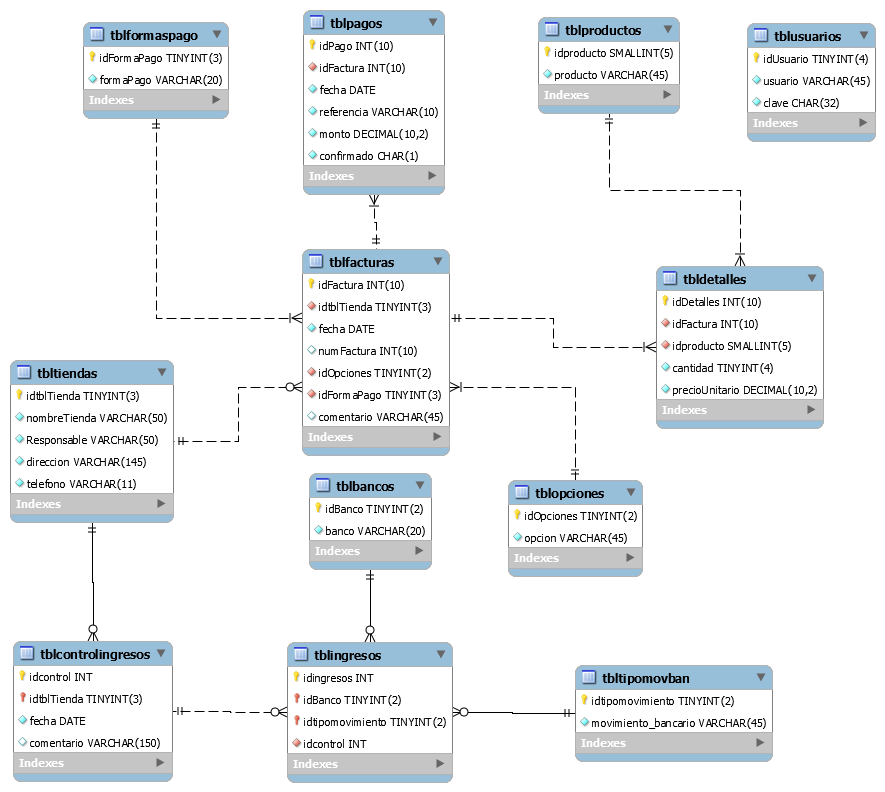 tblformaspago
idFormaPago TINYINT(3)
formaPago VARCHAR(20)
Indexes
tblpagos
idPago INT(10)
idFactura INT(10)
fecha DATE
referencia VARCHAR(10)
monto DECIMAL(10,2)
confirmado CHAR(1)
Indexes
tblproductos
idproducto SMALLINT(5)
producto VARCHAR(45)
Indexes
tblusuarios
idUsuario TINYINT(4)
usuario VARCHAR(45)
clave CHAR(32)
Indexes
tblfacturas
idFactura INT(10)
idtblTienda TINYINT(3)
fecha DATE
numFactura INT(10)
idOpciones TINYINT(2)
idFormaPago TINYINT(3)
comentario VARCHAR(45)
Indexes
tbldetalles
idDetalles INT(10)
idFactura INT(10)
idproducto SMALLINT(5)
cantidad TINYINT(4)
precioUnitario DECIMAL(10,2)
Indexes
tbltiendas
idtblTienda TINYINT(3)
nombreTienda VARCHAR(50)
Responsable VARCHAR(50)
direccion VARCHAR(145)
telefono VARCHAR(11)
Indexes
tblbancos
idBanco TINYINT(2)
banco VARCHAR(20)
Indexes
tblopciones
idOpciones TINYINT(2)
opcion VARCHAR(45)
Indexes
tblcontrolingresos
idcontrol INT
idtblTienda TINYINT(3)
fecha DATE
comentario VARCHAR(150)
Indexes
tblingresos
idingresos INT
idBanco TINYINT(2)
idtipomovimiento TINYINT(2)
idcontrol INT
Indexes
tbltipomovban
idtipomovimiento TINYINT(2)
movimiento_bancario VARCHAR(45)
Indexes